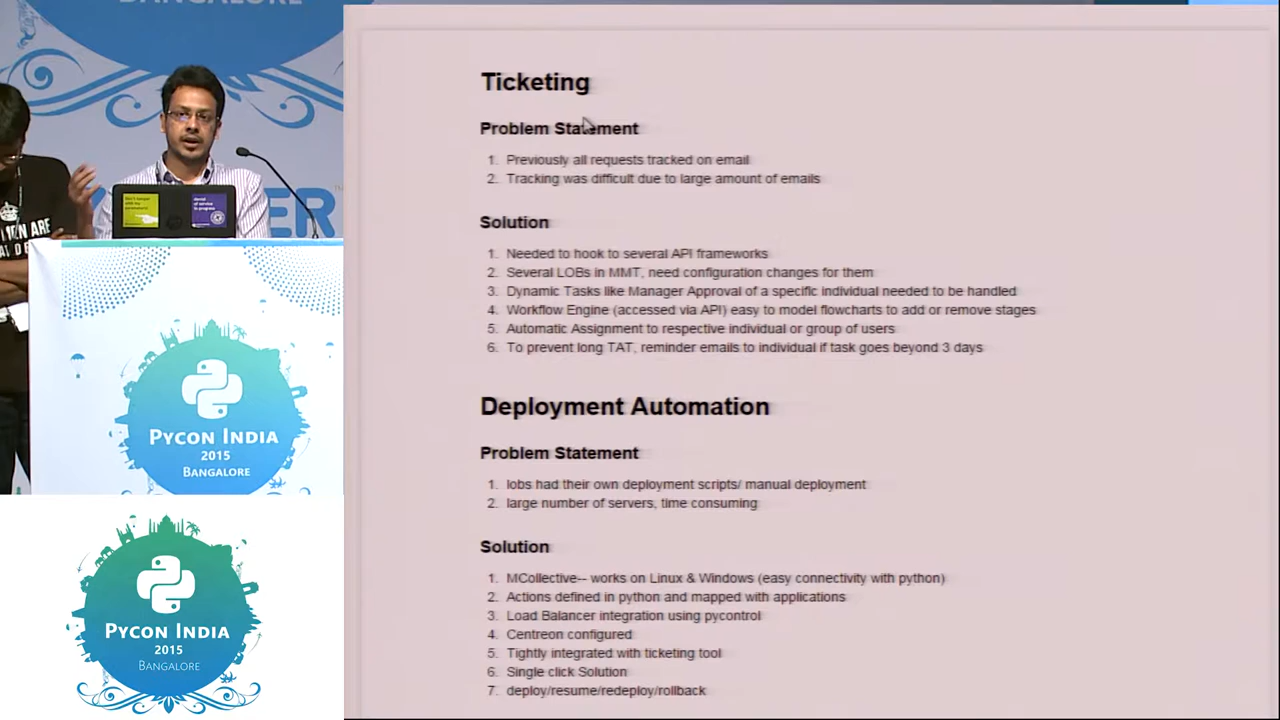 BANGALORE
ER
PYCON INDIA
2015
BANGALORE
PYCON INDIA
2015
BANGALORE
Ticketing
Problem Statement
1. Previously all requests tracked on email
2. Tracking was difficult due to large amount of emails
Solution
1. Needed to hook to several API frameworks
2. Several LOBs in MMT, need configuration changes for them
3. Dynamic Tasks like Manager Approval of a specific individual needed to be handled
4. Workflow Engine (accessed via API) easy to model flowcharts to add or remove stages
5. Automatic Assignment to respective individual or group of users
6. To prevent long TAT, reminder emails to individual if task goes beyond 3 days
Deployment Automation
Problem Statement
1. lobs had their own deployment scripts/ manual deployment
2. large number of servers, time consuming
Solution
1. MCollective-- works on Linux & Windows (easy connectivity with python)
2. Actions defined in python and mapped with applications
3. Load Balancer integration using pycontrol
4. Centreon configured
5. Tightly integrated with ticketing tool
6. Single click Solution
7. deploy/resume/redeploy/rollback